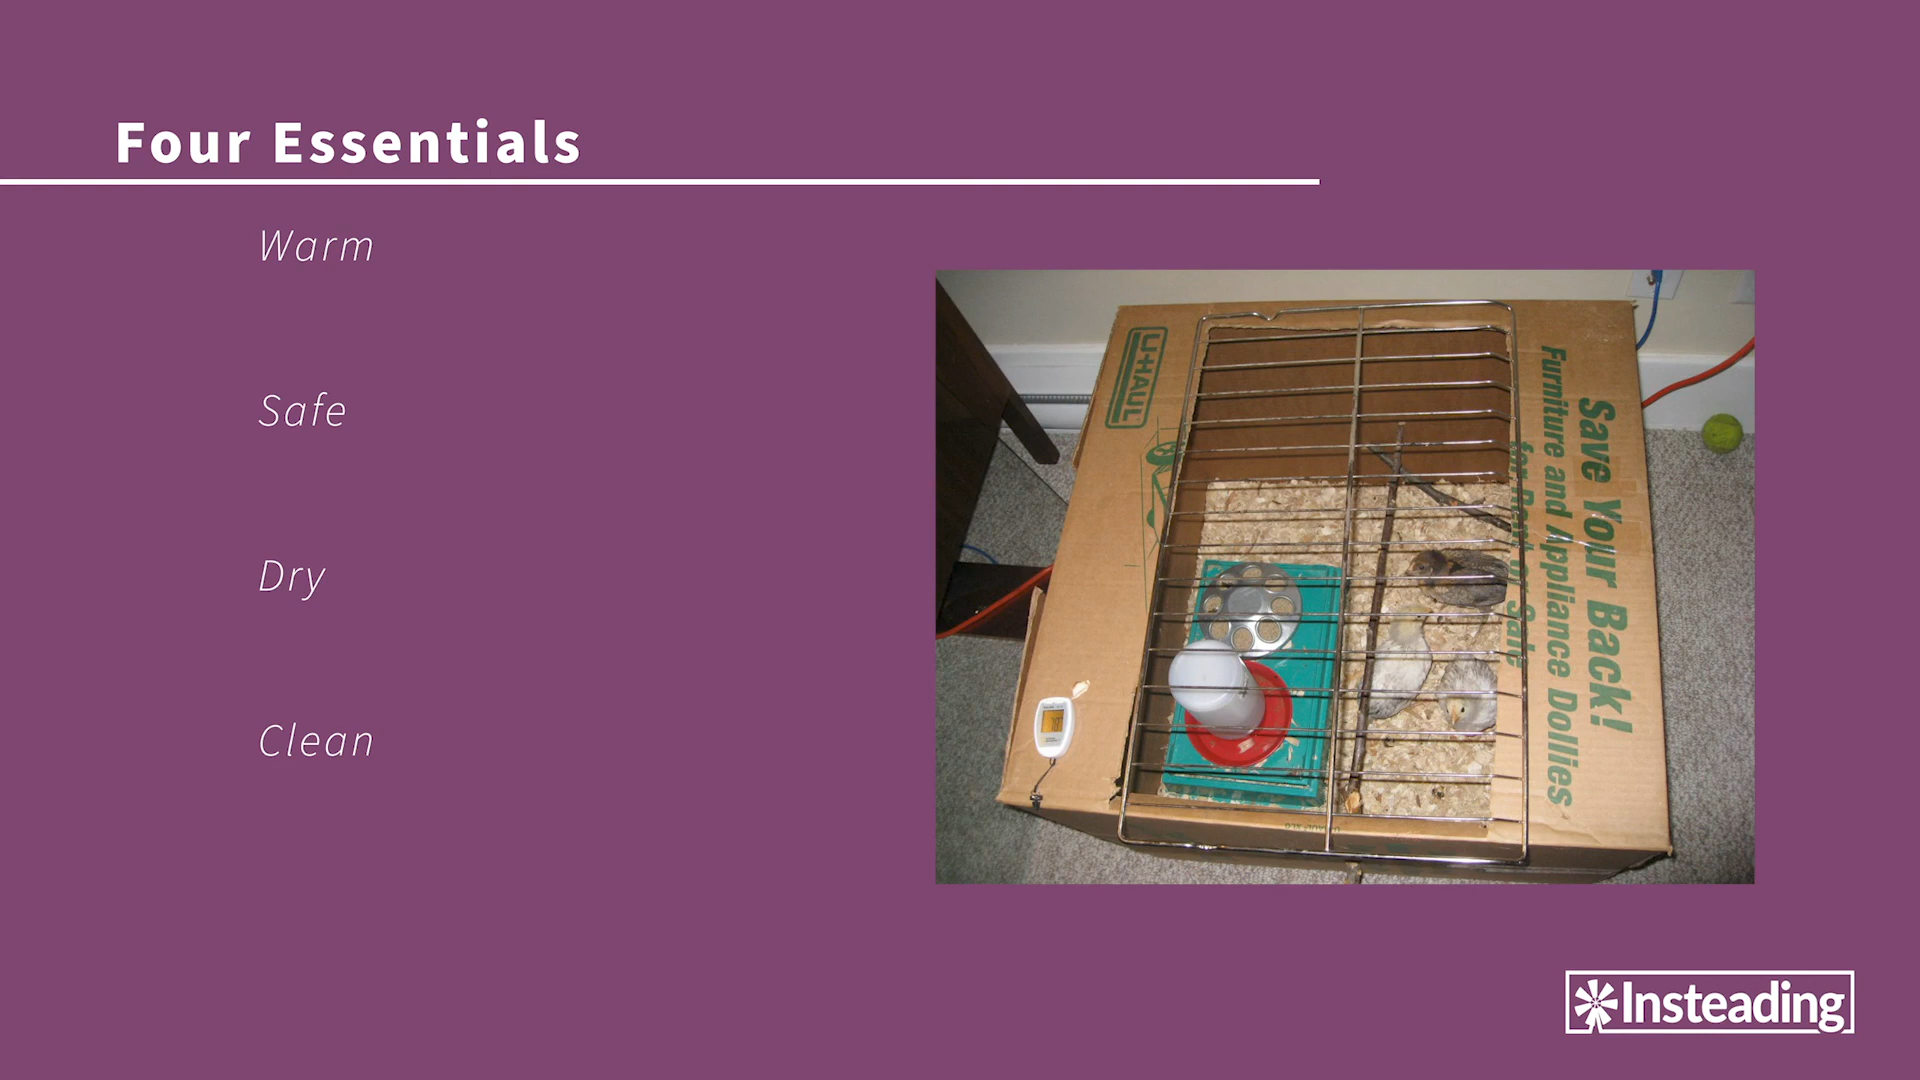 Four Essentials
Warm
Safe
Dry
Clean
U-HAUL
Save Your Back!
Furniture and Appliance Dollies
Insteading